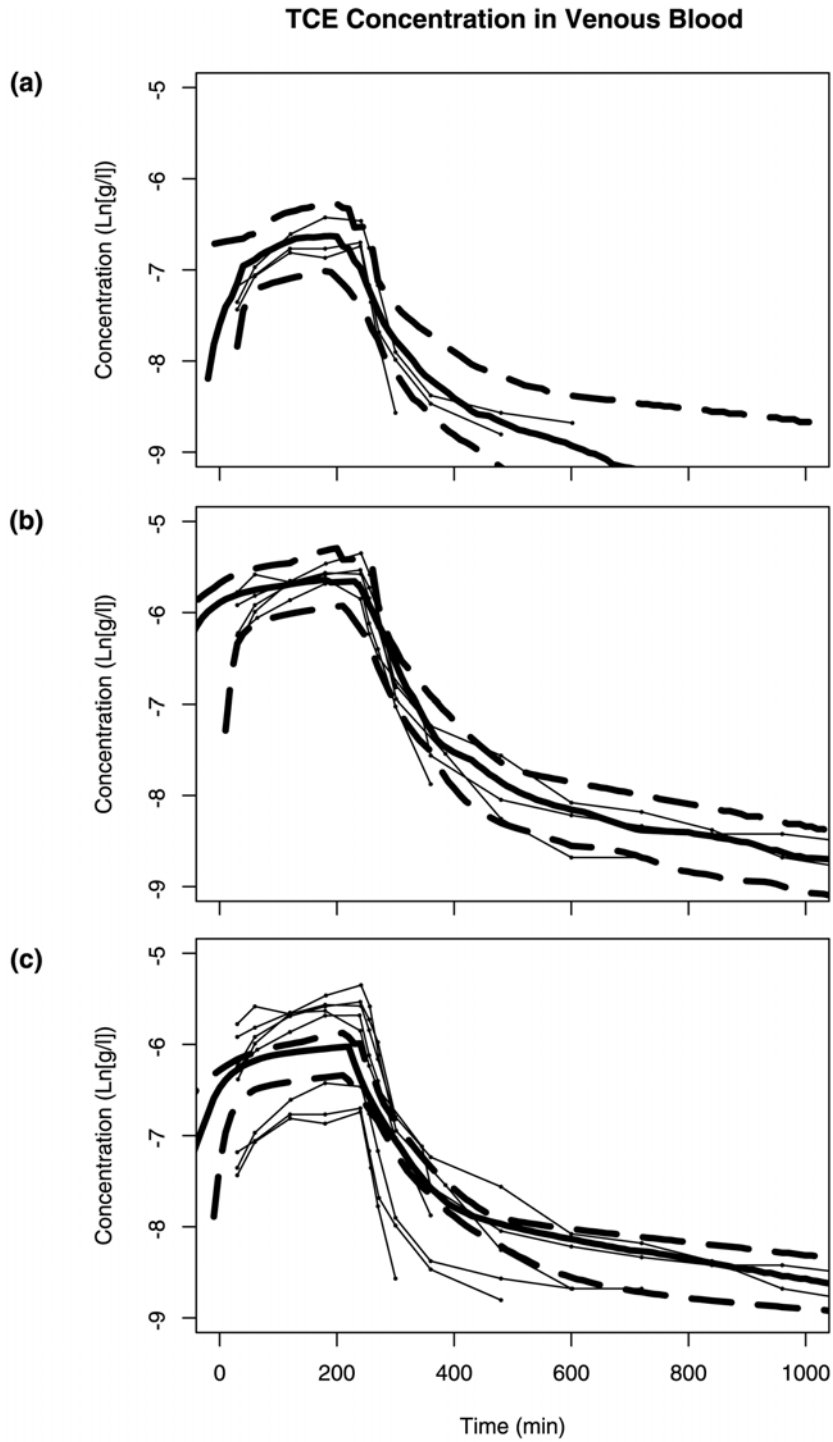 TCE Concentration in Venous Blood
(a)
Concentration (Ln[g/l])
-5
-6
-7
-8
-9
(b)
Concentration (Ln[g/l])
-5
-6
-7
-8
-9
(c)
Concentration (Ln[g/l])
-5
-6
-7
-8
-9
0 200 400 600 800 1000
Time (min)